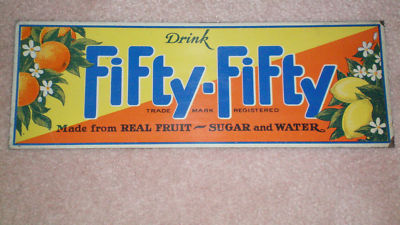 Drink
Fifty-Fifty
TRADE MARK REGISTERED
Made from REAL FRUIT — SUGAR and WATER